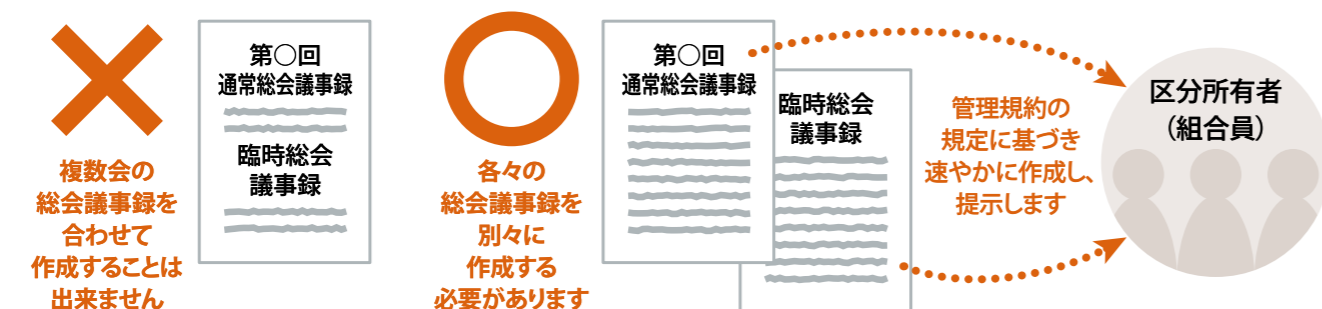 第○回
通常総会議事録
臨時総会
議事録
複数会の
総会議事録を
合わせて
作成することは
出来ません
各々の
総会議事録を
別々に
作成する
必要があります
第○回
通常総会議事録
臨時総会
議事録
管理規約の
規定に基づき
速やかに作成し、
提示します
区分所有者
（組合員）